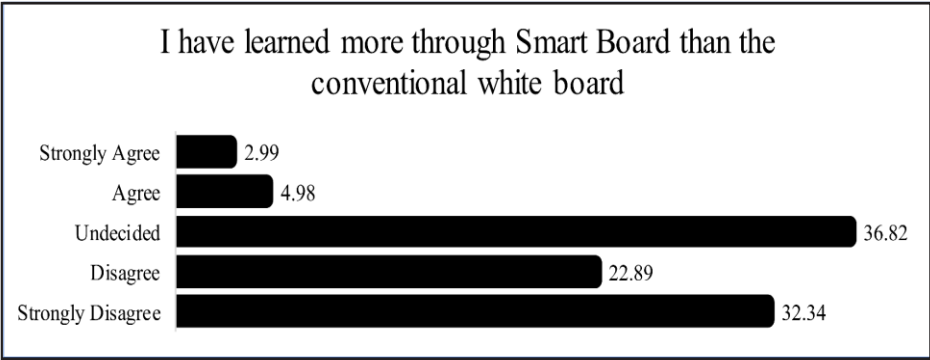 I have learned more through Smart Board than the
conventional white board
Strongly Agree 2.99
Agree 4.98
Undecided 36.82
Disagree 22.89
Strongly Disagree 32.34